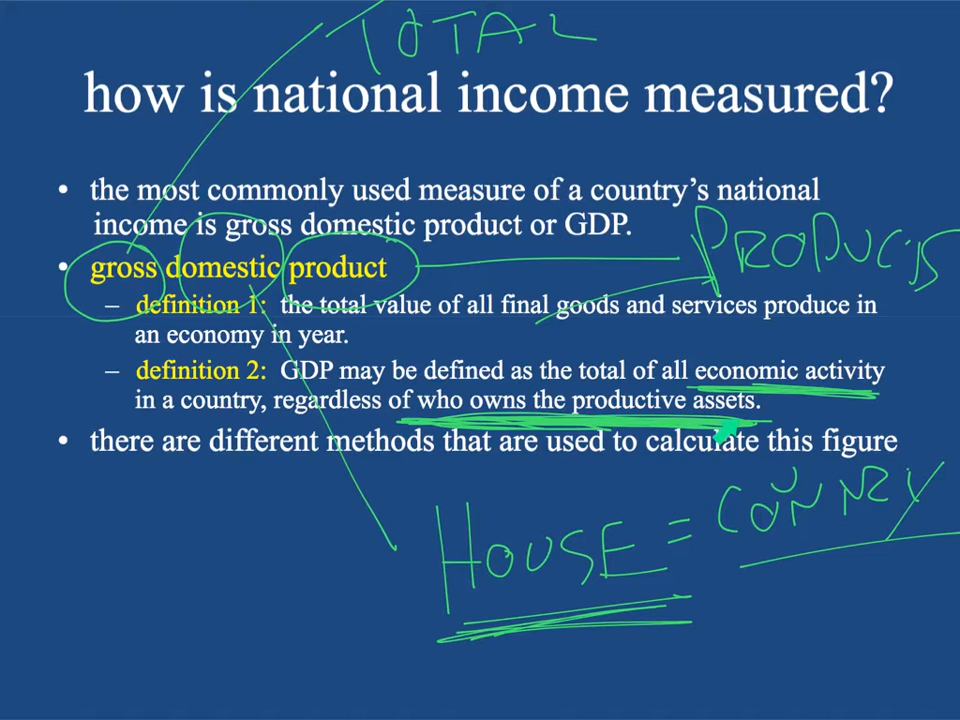 TOTAL
how is national income measured?
• the most commonly used measure of a country's national
income is gross domestic product or GDP.
• gross domestic product
PRODUCTS
– definition 1: the total value of all final goods and services produce in
an economy in year.
– definition 2: GDP may be defined as the total of all economic activity
in a country, regardless of who owns the productive assets.
• there are different methods that are used to calculate this figure
HOUSE = COUNTRY